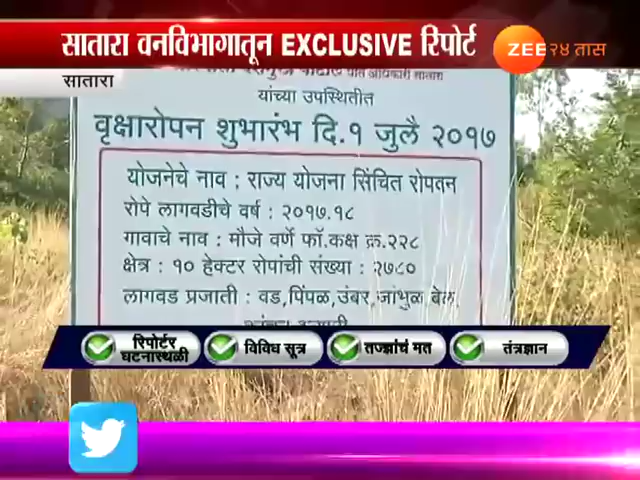 सातारा वनविभागातून EXCLUSIVE रिपोर्ट
ZEE २४ तास
सातारा
यांच्या उपस्थितीत
वृक्षारोपन शुभारंभ दि.१ जुलै २०१७
योजनेचे नाव : राज्य योजना सिंचित रोपवन
रोपे लागवडीचे वर्ष : २०१७.१८
गावाचे नाव : मौजे वर्णे फॉ.कक्ष क्र.२२८
क्षेत्र : १० हेक्टर रोपांची संख्या : २७८०
लागवड प्रजाती : वड,पिंपळ,उंबर,जांभुळ बेल,
रिपोर्टर घटनास्थळी
विविध सूत्र
तज्ज्ञांचं मत
तंत्रज्ञान